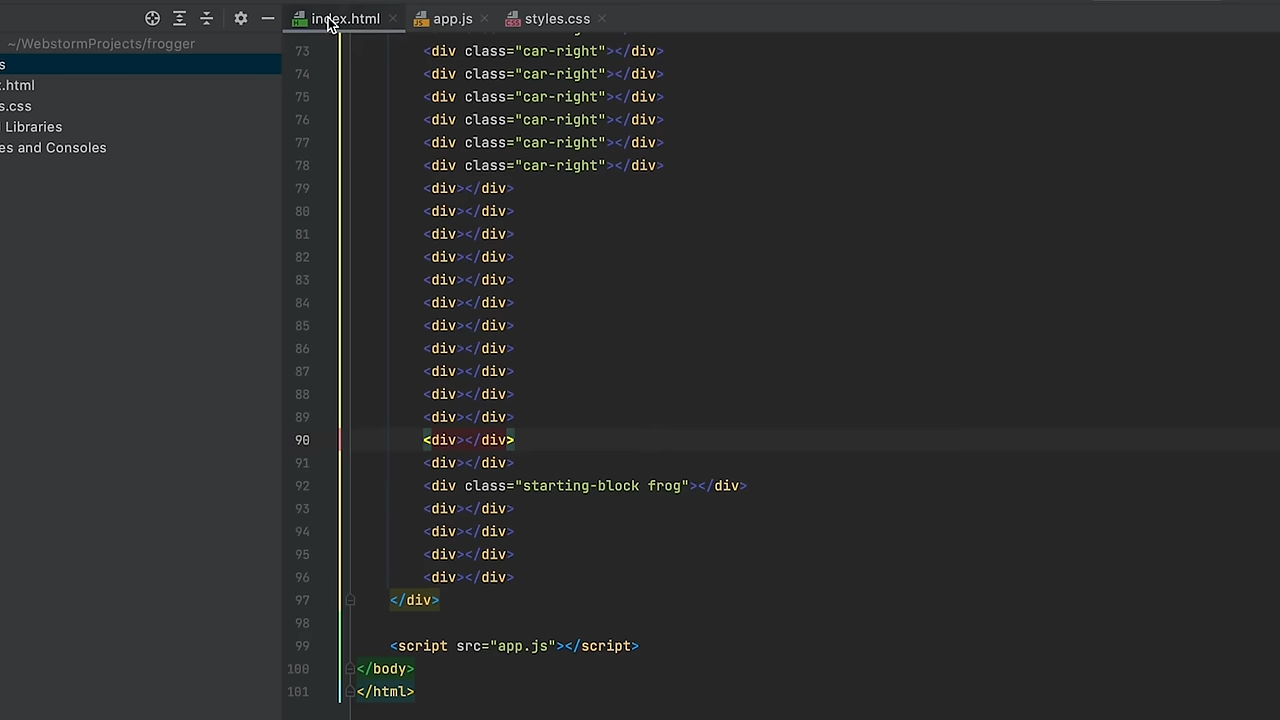 index.html
app.js
styles.css
~/WebstormProjects/frogger
s
.html
s.css
Libraries
es and Consoles
73 <div class="car-right"></div>
74 <div class="car-right"></div>
75 <div class="car-right"></div>
76 <div class="car-right"></div>
77 <div class="car-right"></div>
78 <div class="car-right"></div>
79 <div></div>
80 <div></div>
81 <div></div>
82 <div></div>
83 <div></div>
84 <div></div>
85 <div></div>
86 <div></div>
87 <div></div>
88 <div></div>
89 <div></div>
90 <div></div>
91 <div></div>
92 <div class="starting-block frog"></div>
93 <div></div>
94 <div></div>
95 <div></div>
96 <div></div>
97 </div>
98
99 <script src="app.js"></script>
100 </body>
101 </html>